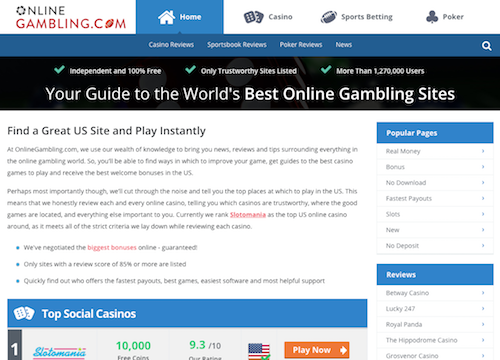 ONLINE
GAMBLING.COM
Home
Casino
Sports Betting
Poker
Casino Reviews
Sportsbook Reviews
Poker Reviews
News
Independent and 100% Free
Only Trustworthy Sites Listed
More Than 1,270,000 Users
Your Guide to the World's Best Online Gambling Sites
Find a Great US Site and Play Instantly
At OnlineGambling.com, we use our wealth of knowledge to bring you news, reviews and tips surrounding everything in
the online gambling world. So, you'll be able to find ways in which to improve your game, get guides to the best casino
games to play and receive the best welcome bonuses in the US.
Perhaps most importantly though, we'll cut through the noise and tell you the top places at which to play in the US. This
means that we honestly review each and every online casino, telling you which casinos are trustworthy, where the good
games are located, and everything else important to you. Currently we rank Slotomania as the top US online casino
around, as it meets all of the strict criteria we lay down while reviewing each casino.
We've negotiated the biggest bonuses online - guaranteed!
Only sites with a review score of 85% or more are listed
Quickly find out who offers the fastest payouts, best games, easiest software and most helpful support
Top Social Casinos
1
Slotomania
10,000
Free Coins
9.3 /10
Our Rating
Play Now
Popular Pages
Real Money
Bonus
No Download
Fastest Payouts
Slots
New
No Deposit
Reviews
Betway Casino
Lucky 247
Royal Panda
The Hippodrome Casino
Grosvenor Casino